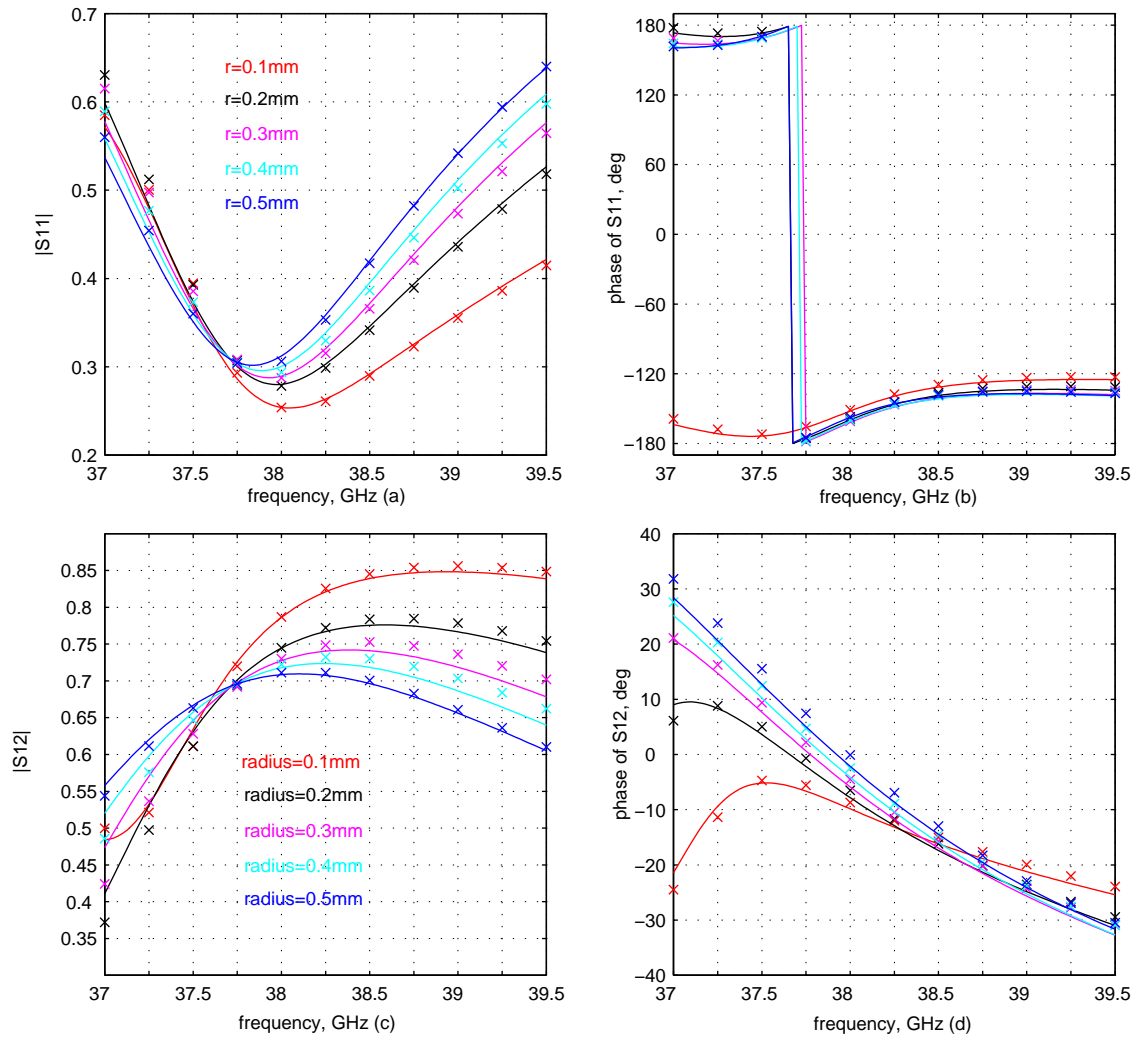 0.7
0.6
0.5
0.4
0.3
0.2
|S11|
r=0.1mm
r=0.2mm
r=0.3mm
r=0.4mm
r=0.5mm
37 37.5 38 38.5 39 39.5
frequency, GHz (a)
180
120
60
0
−60
−120
−180
phase of S11, deg
37 37.5 38 38.5 39 39.5
frequency, GHz (b)
0.85
0.8
0.75
0.7
0.65
0.6
0.55
0.5
0.45
0.4
0.35
|S12|
radius=0.1mm
radius=0.2mm
radius=0.3mm
radius=0.4mm
radius=0.5mm
37 37.5 38 38.5 39 39.5
frequency, GHz (c)
40
30
20
10
0
−10
−20
−30
−40
phase of S12, deg
37 37.5 38 38.5 39 39.5
frequency, GHz (d)